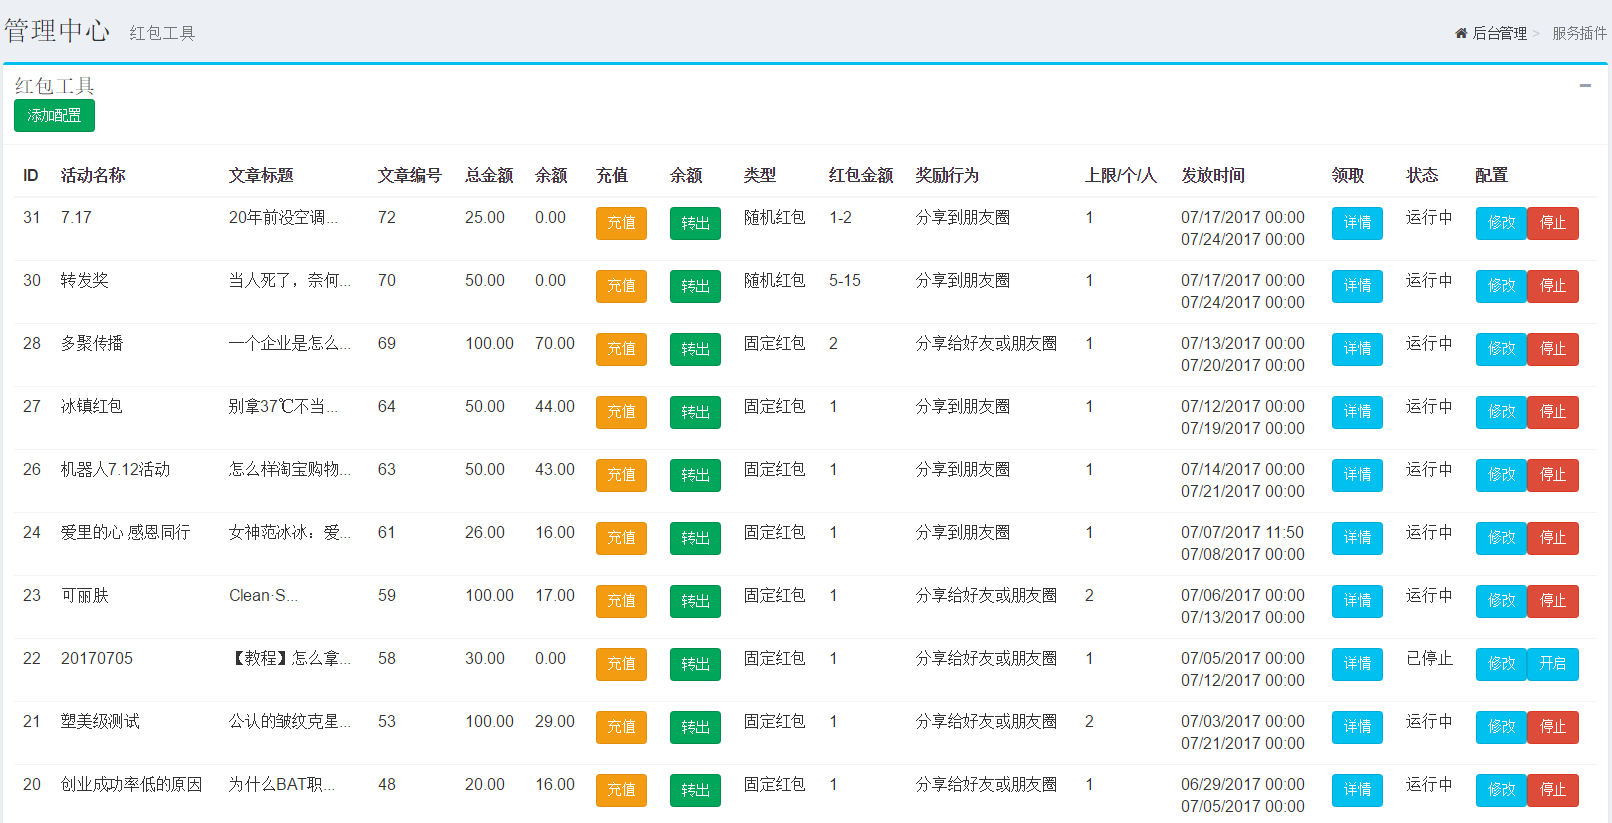 管理中心 红包工具 后台管理 > 服务插件
红包工具
添加配置
ID 活动名称 文章标题 文章编号 总金额 余额 充值 余额 类型 红包金额 奖励行为 上限/个/人 发放时间 领取 状态 配置
31 7.17 20年前没空调... 72 25.00 0.00 充值 转出 随机红包 1-2 分享到朋友圈 1 07/17/2017 00:00 详情 运行中 修改 停止
07/24/2017 00:00
30 转发奖 当人死了，奈何... 70 50.00 0.00 充值 转出 随机红包 5-15 分享到朋友圈 1 07/17/2017 00:00 详情 运行中 修改 停止
07/24/2017 00:00
28 多聚传播 一个企业是怎么... 69 100.00 70.00 充值 转出 固定红包 2 分享给好友或朋友圈 1 07/13/2017 00:00 详情 运行中 修改 停止
07/20/2017 00:00
27 冰镇红包 别拿37℃不当... 64 50.00 44.00 充值 转出 固定红包 1 分享到朋友圈 1 07/12/2017 00:00 详情 运行中 修改 停止
07/19/2017 00:00
26 机器人7.12活动 怎么样淘宝购物... 63 50.00 43.00 充值 转出 固定红包 1 分享到朋友圈 1 07/14/2017 00:00 详情 运行中 修改 停止
07/21/2017 00:00
24 爱里的心 感恩同行 女神范冰冰：爱... 61 26.00 16.00 充值 转出 固定红包 1 分享到朋友圈 1 07/07/2017 11:50 详情 运行中 修改 停止
07/08/2017 00:00
23 可丽肤 Clean·S... 59 100.00 17.00 充值 转出 固定红包 1 分享给好友或朋友圈 2 07/06/2017 00:00 详情 运行中 修改 停止
07/13/2017 00:00
22 20170705 【教程】怎么拿... 58 30.00 0.00 充值 转出 固定红包 1 分享给好友或朋友圈 1 07/05/2017 00:00 详情 已停止 修改 开启
07/12/2017 00:00
21 塑美级测试 公认的皱纹克星... 53 100.00 29.00 充值 转出 固定红包 1 分享给好友或朋友圈 2 07/03/2017 00:00 详情 运行中 修改 停止
07/21/2017 00:00
20 创业成功率低的原因 为什么BAT职... 48 20.00 16.00 充值 转出 固定红包 1 分享给好友或朋友圈 1 06/29/2017 00:00 详情 运行中 修改 停止
07/05/2017 00:00